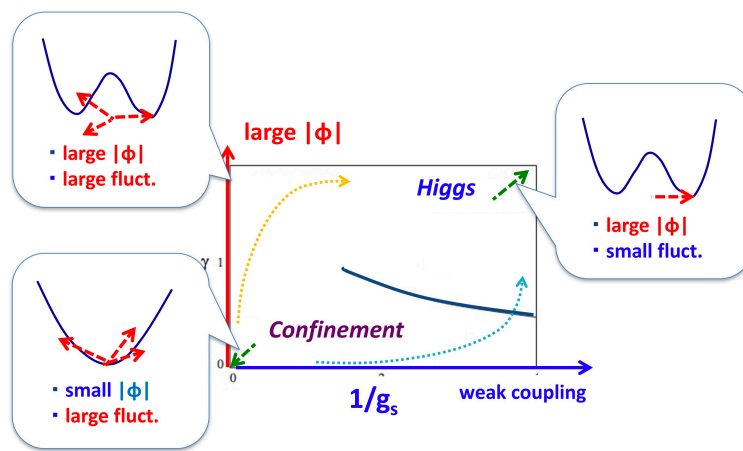 ▪ large |ϕ|
▪ large fluct.
large |ϕ|
Higgs
▪ large |ϕ|
▪ small fluct.
γ 1
Confinement
0
0
▪ small |ϕ|
▪ large fluct.
1/gs
weak coupling